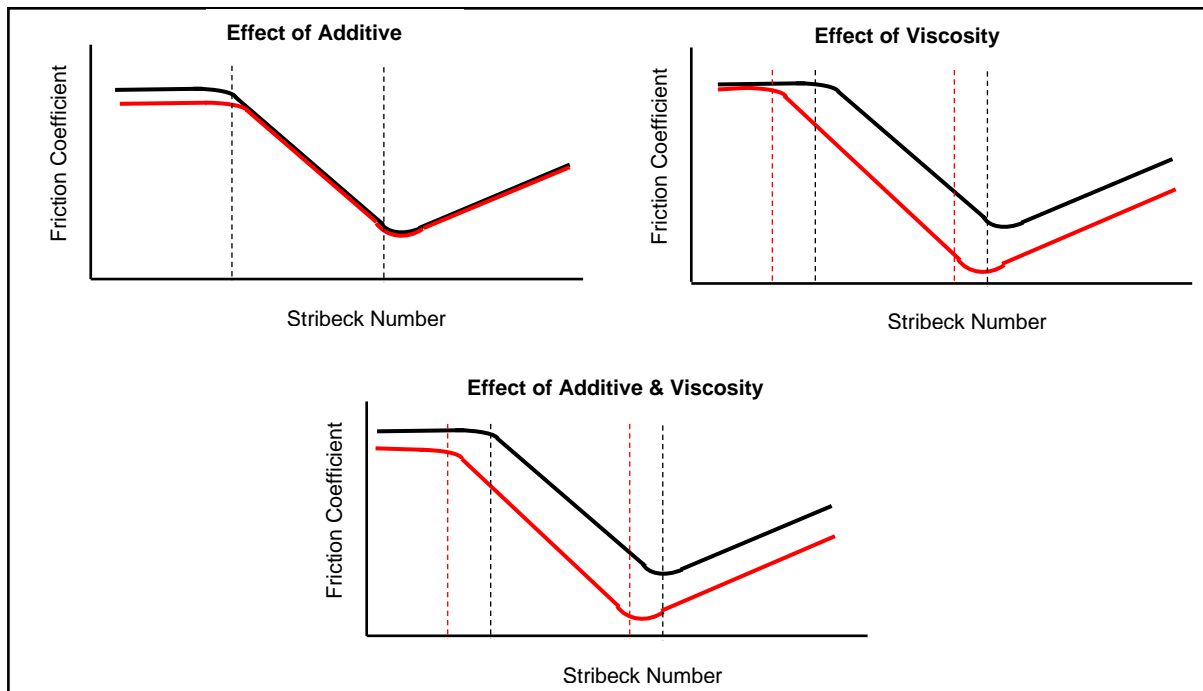 Effect of Additive
Friction Coefficient
Stribeck Number
Effect of Viscosity
Friction Coefficient
Stribeck Number
Effect of Additive & Viscosity
Friction Coefficient
Stribeck Number